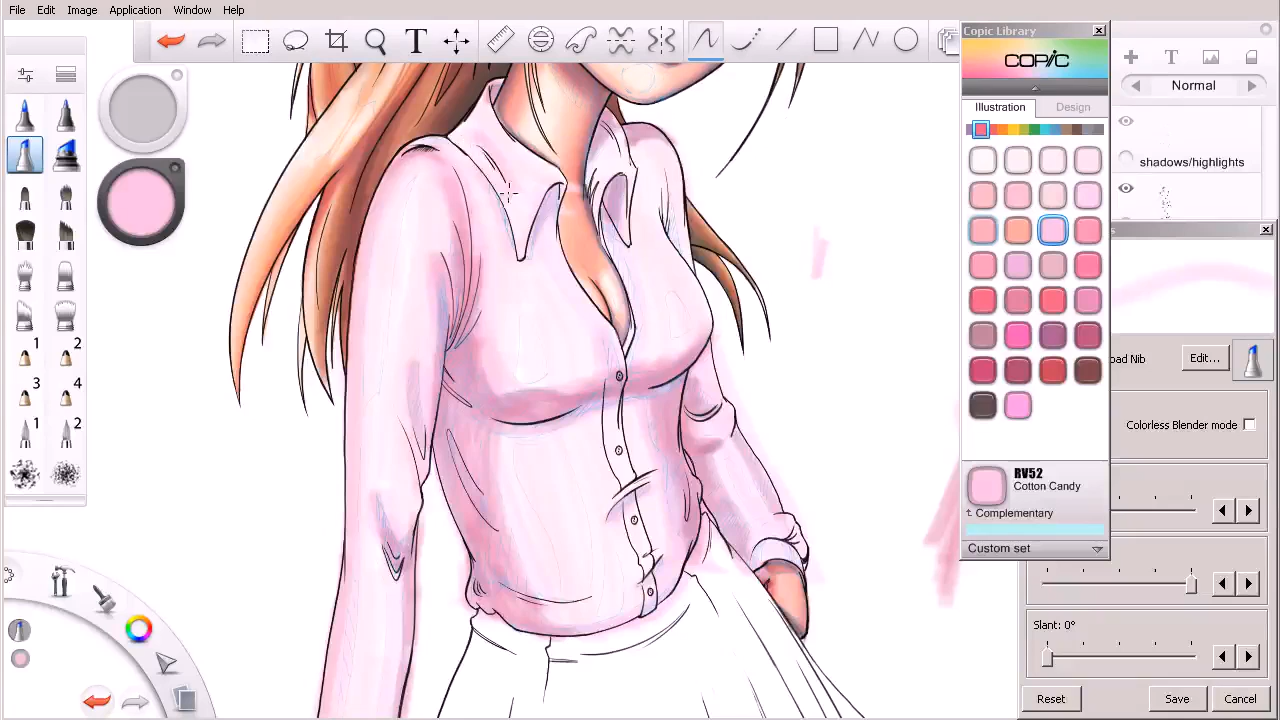 File Edit Image Application Window Help
Copic Library
COPIC
Normal
Illustration Design
shadows/highlights
1 2
3 4
1 2
oad Nib
Edit...
Colorless Blender mode
RV52
Cotton Candy
Complementary
Custom set
Slant: 0°
Reset Save Cancel